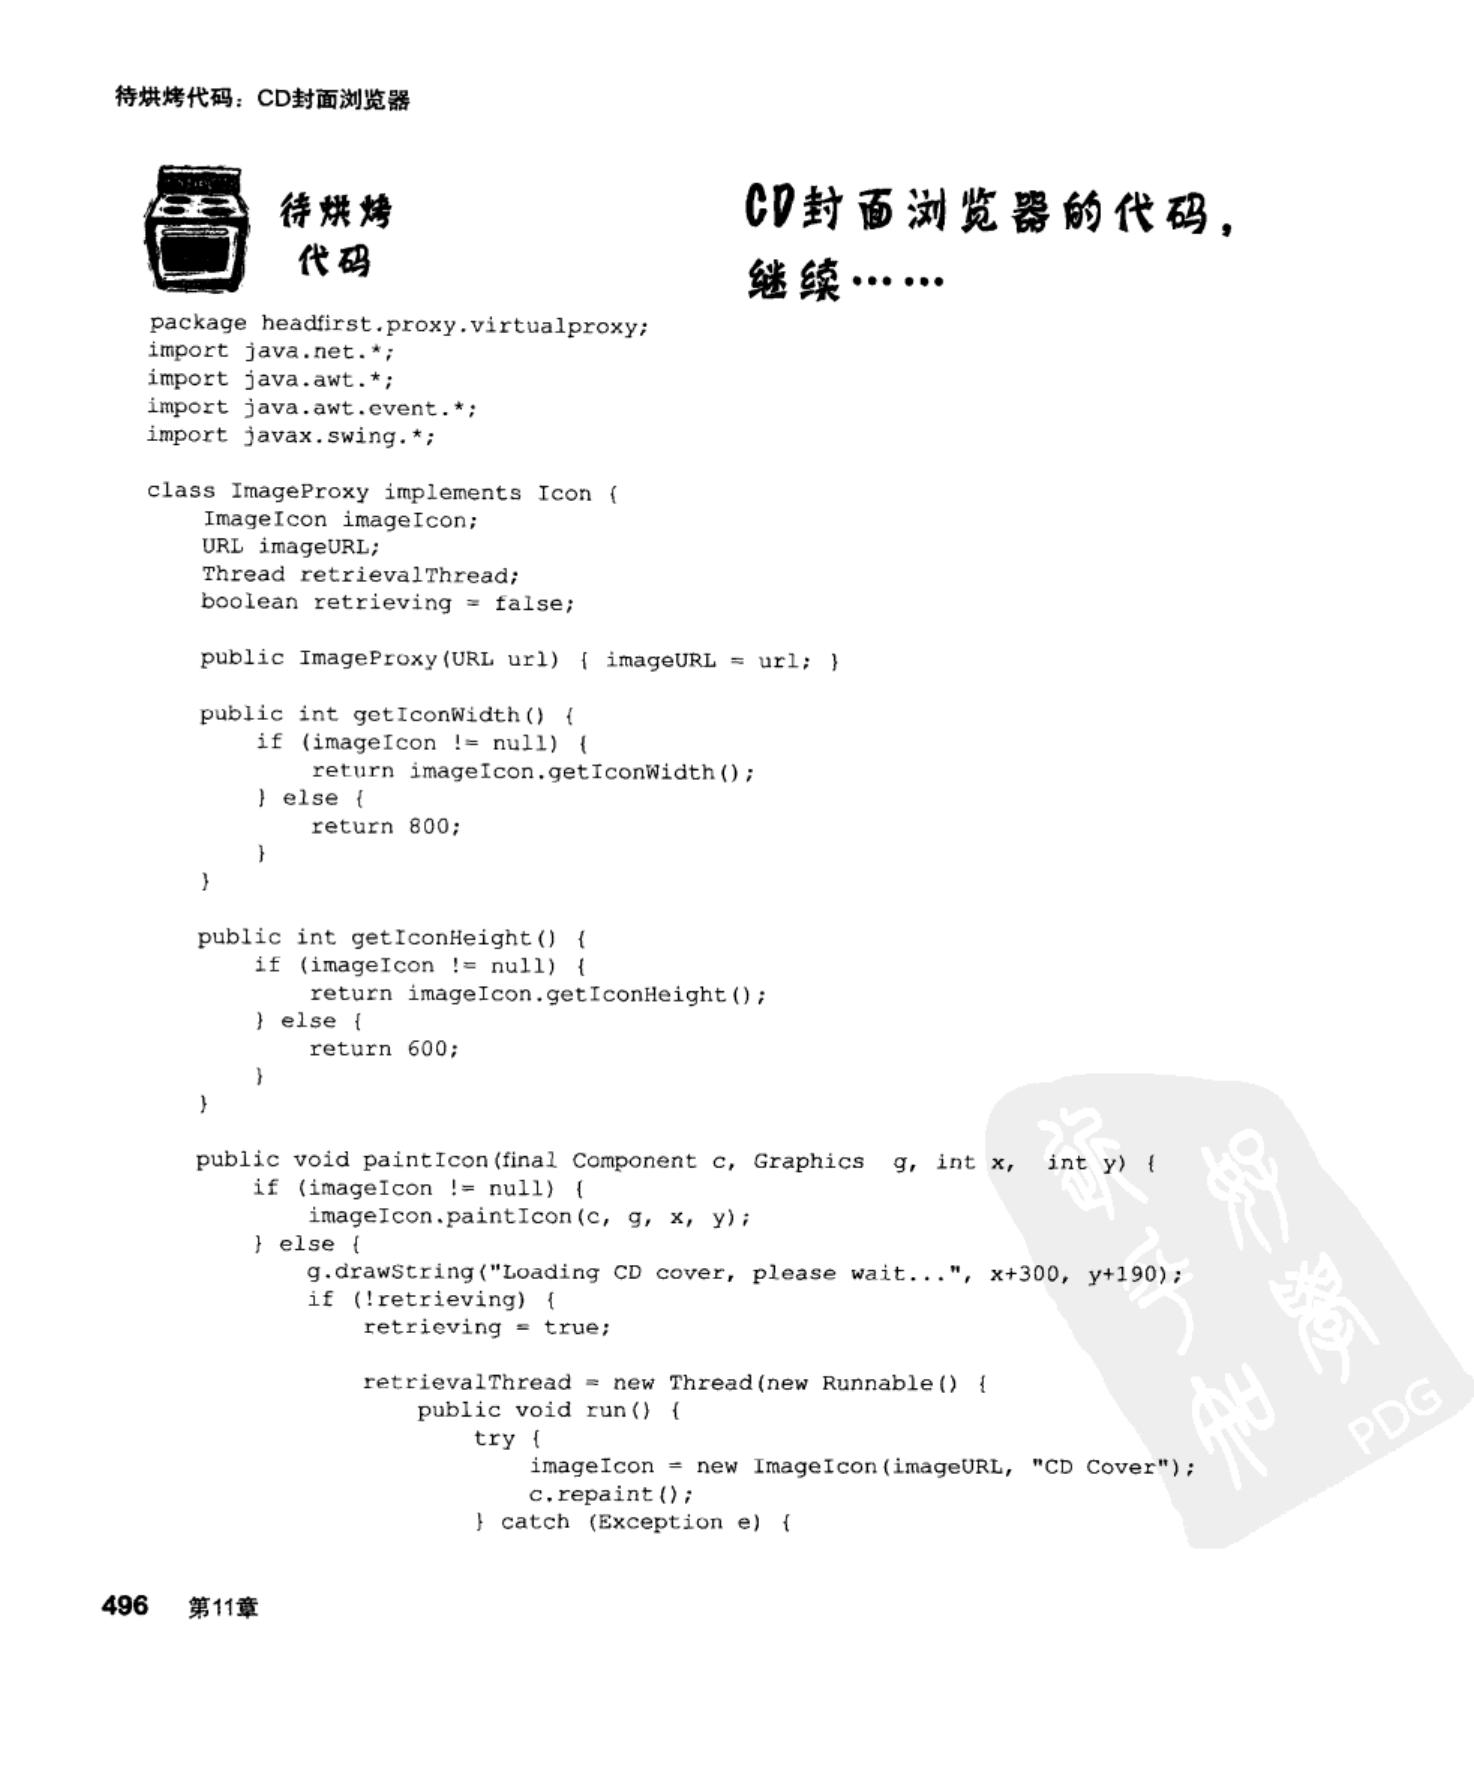 待烘烤代码：CD封面浏览器
待烘烤
代码
CD封面浏览器的代码，
继续……
package headfirst.proxy.virtualproxy;
import java.net.*;
import java.awt.*;
import java.awt.event.*;
import javax.swing.*;
class ImageProxy implements Icon {
ImageIcon imageIcon;
URL imageURL;
Thread retrievalThread;
boolean retrieving = false;
public ImageProxy(URL url) { imageURL = url; }
public int getIconWidth() {
if (imageIcon != null) {
return imageIcon.getIconWidth();
} else {
return 800;
}
}
public int getIconHeight() {
if (imageIcon != null) {
return imageIcon.getIconHeight();
} else {
return 600;
}
}
public void paintIcon(final Component c, Graphics  g, int x,  int y) {
if (imageIcon != null) {
imageIcon.paintIcon(c, g, x, y);
} else {
g.drawString("Loading CD cover, please wait...", x+300, y+190);
if (!retrieving) {
retrieving = true;
retrievalThread = new Thread(new Runnable() {
public void run() {
try {
imageIcon = new ImageIcon(imageURL, "CD Cover");
c.repaint();
} catch (Exception e) {
PDG
496 第11章